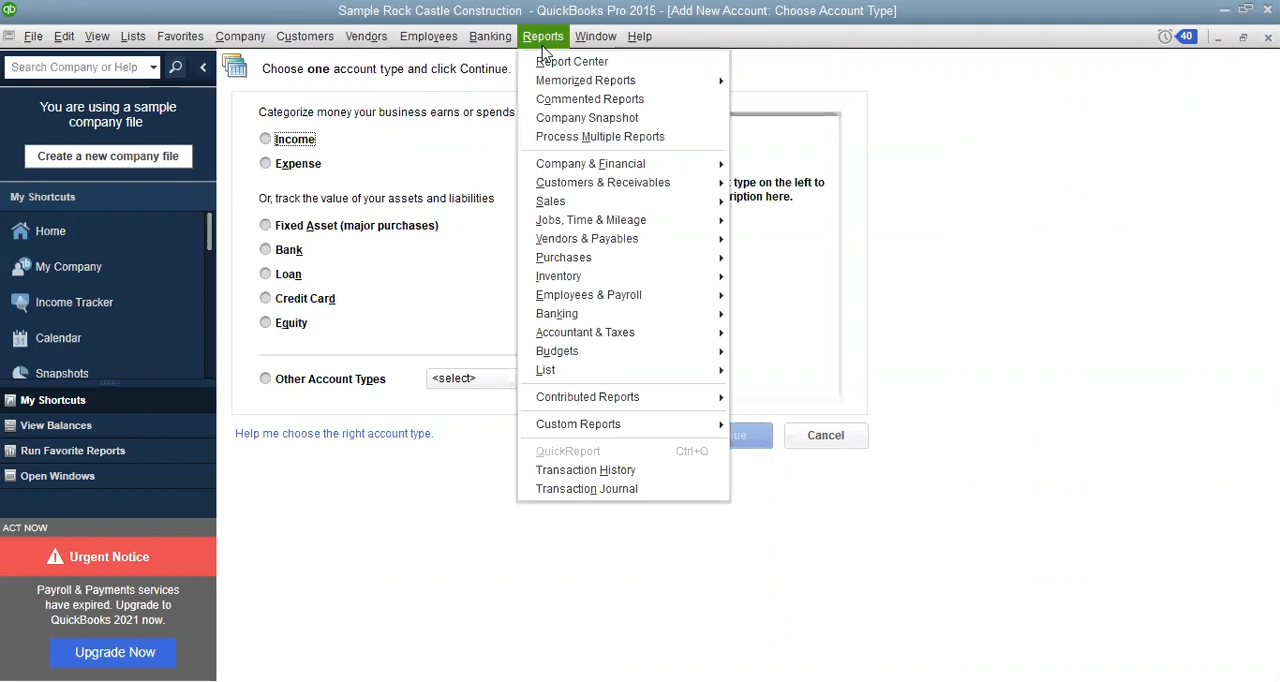 Sample Rock Castle Construction - QuickBooks Pro 2015 - [Add New Account: Choose Account Type]
File Edit View Lists Favorites Company Customers Vendors Employees Banking Reports Window Help
40
Search Company or Help
You are using a sample
company file
Create a new company file
My Shortcuts
Home
My Company
Income Tracker
Calendar
31
Snapshots
My Shortcuts
View Balances
Run Favorite Reports
Open Windows
ACT NOW
Urgent Notice
Payroll & Payments services
have expired. Upgrade to
QuickBooks 2021 now.
Upgrade Now
Choose one account type and click Continue.
Categorize money your business earns or spends
Income
Expense
Or, track the value of your assets and liabilities
Fixed Asset (major purchases)
Bank
Loan
Credit Card
Equity
Other Account Types
<select>
Help me choose the right account type.
Report Center
Memorized Reports
Commented Reports
Company Snapshot
Process Multiple Reports
Company & Financial
Customers & Receivables
Sales
Jobs, Time & Mileage
Vendors & Payables
Purchases
Inventory
Employees & Payroll
Banking
Accountant & Taxes
Budgets
List
Contributed Reports
Custom Reports
QuickReport Ctrl+Q
Transaction History
Transaction Journal
type on the left to
ription here.
ue
Cancel